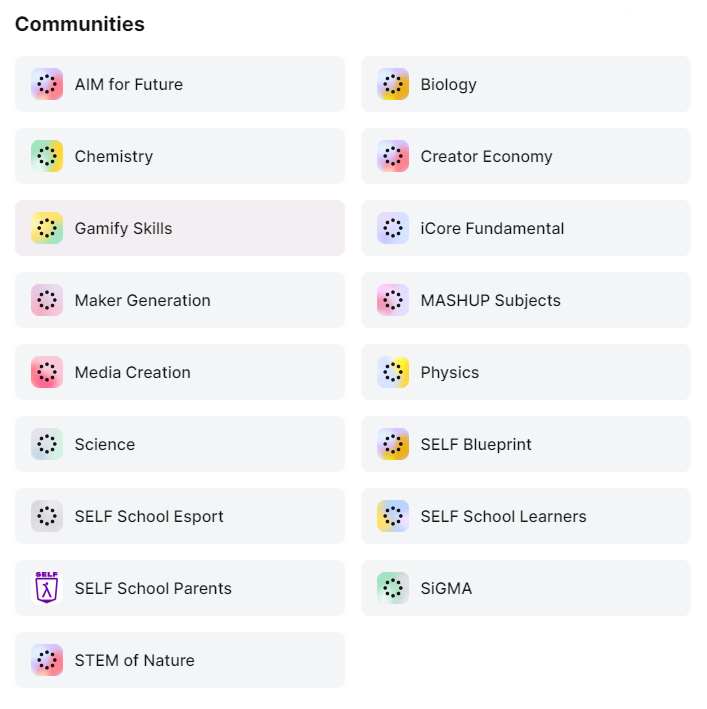 Communities
AIM for Future
Biology
Chemistry
Creator Economy
Gamify Skills
iCore Fundamental
Maker Generation
MASHUP Subjects
Media Creation
Physics
Science
SELF Blueprint
SELF School Esport
SELF School Learners
SELF
SELF School Parents
SiGMA
STEM of Nature